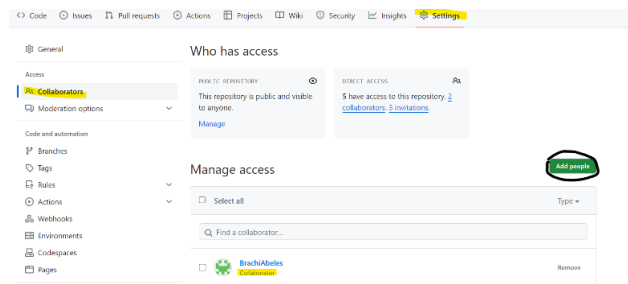 Code Issues Pull requests Actions Projects Wiki Security Insights Settings
General
Access
Collaborators
Moderation options
Code and automation
Branches
Tags
Rules
Actions
Webhooks
Environments
Codespaces
Pages
Who has access
PUBLIC REPOSITORY
This repository is public and visible
to anyone.
Manage
DIRECT ACCESS
5 have access to this repository. 2
collaborators. 3 invitations.
Manage access
Add people
Select all
Type
Find a collaborator...
BrachiAbeles
Collaborator
Remove